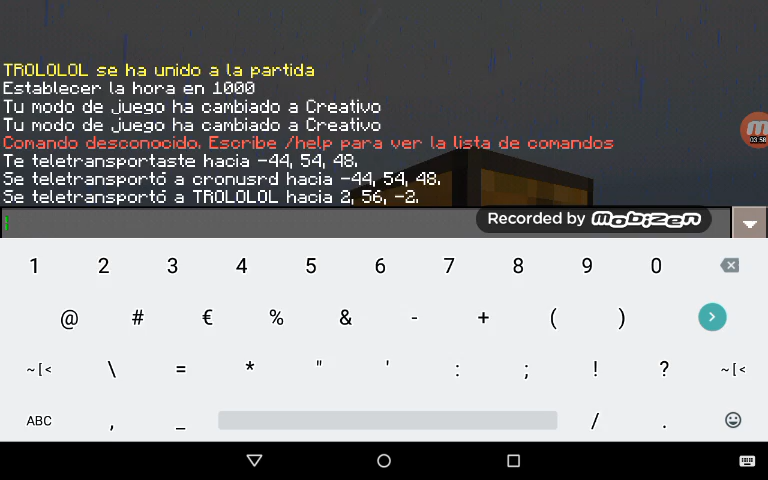 TROLOLOL se ha unido a la partida
Establecer la hora en 1000
Tu modo de juego ha cambiado a Creativo
Tu modo de juego ha cambiado a Creativo
Comando desconocido. Escribe /help para ver la lista de comandos
03:58
Te teletransportaste hacia -44, 54, 48.
Se teletransportó a cronusrd hacia -44, 54, 48.
Se teletransportó a TROLOLOL hacia 2, 56, -2.
Recorded by mobizen
1 2 3 4 5 6 7 8 9 0
@ # € % & - + ( )
~[< \ = * " ' : ; ! ? ~[<
ABC , _ / .